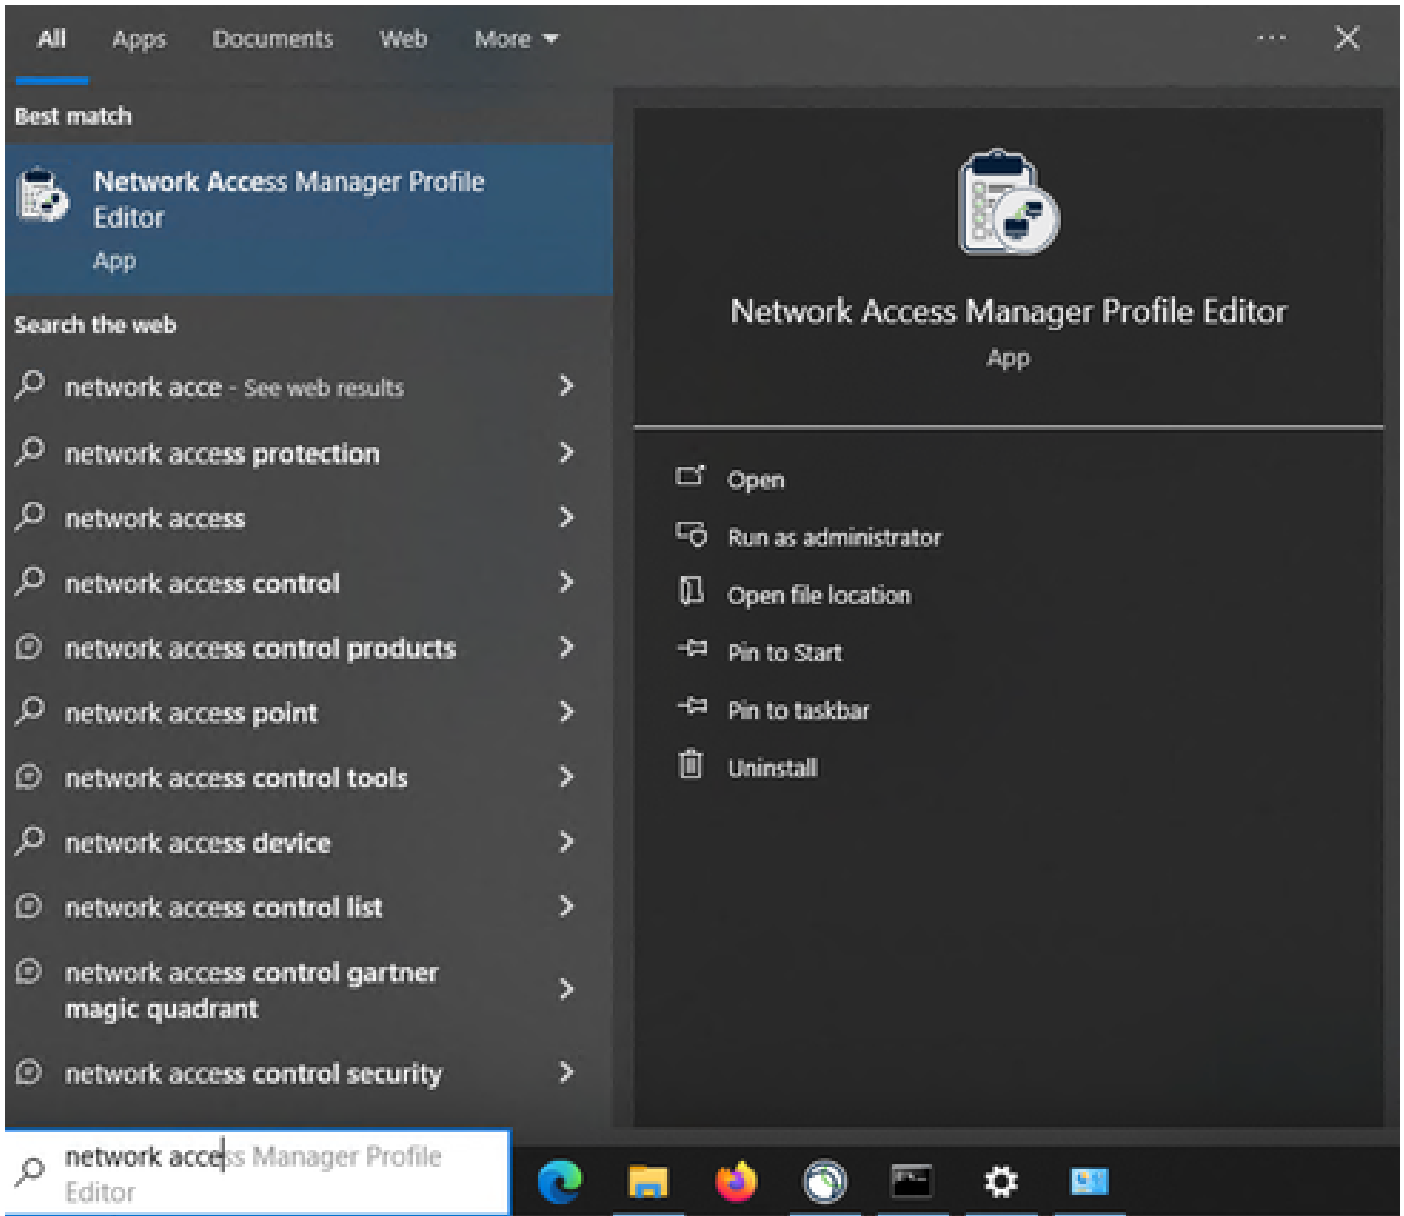 All Apps Documents Web More
Best match
Network Access Manager Profile
Editor
App
Search the web
network acce - See web results
network access protection
network access
network access control
network access control products
network access point
network access control tools
network access device
network access control list
network access control gartner
magic quadrant
network access control security
network access Manager Profile
Editor
Network Access Manager Profile Editor
App
Open
Run as administrator
Open file location
Pin to Start
Pin to taskbar
Uninstall